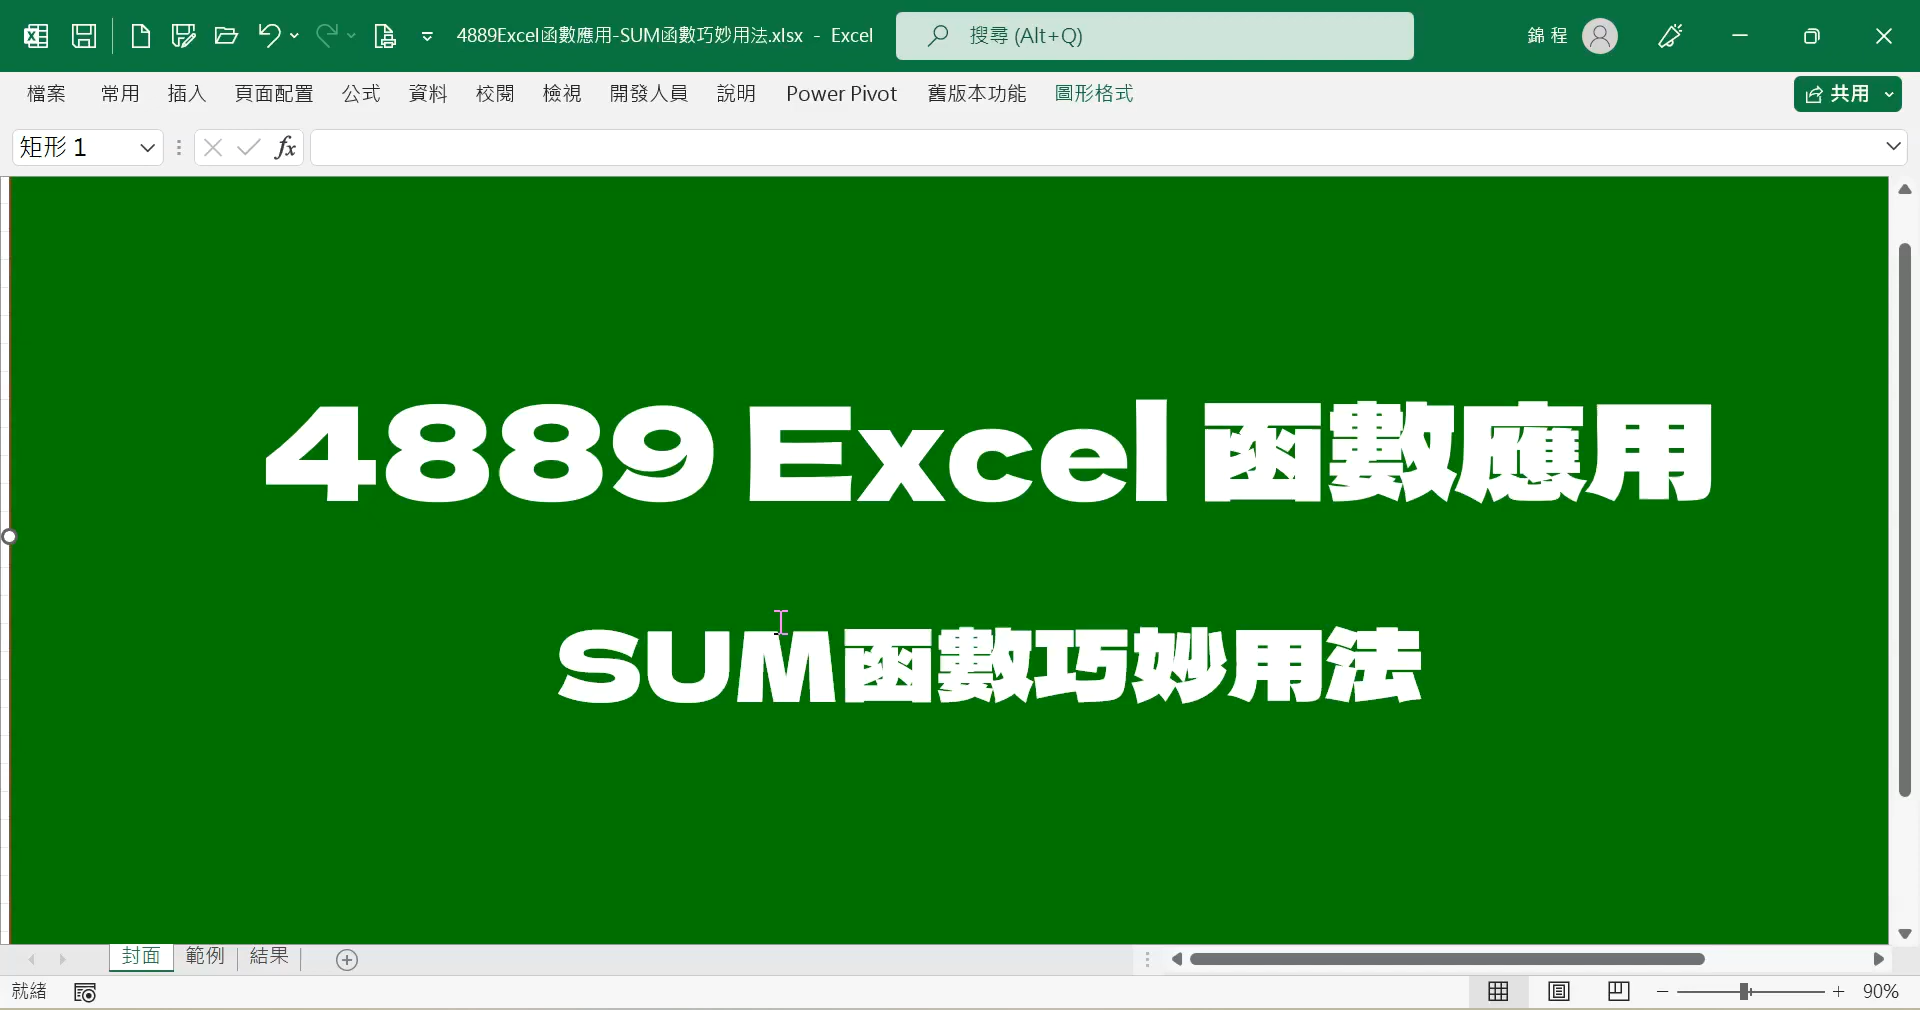 4889Excel函數應用-SUM函數巧妙用法.xlsx - Excel 搜尋 (Alt+Q) 錦 程
檔案 常用 插入 頁面配置 公式 資料 校閱 檢視 開發人員 說明 Power Pivot 舊版本功能 圖形格式 共用
矩形 1 fx
4889 Excel 函數應用
SUM函數巧妙用法
封面 範例 結果
就緒 90%